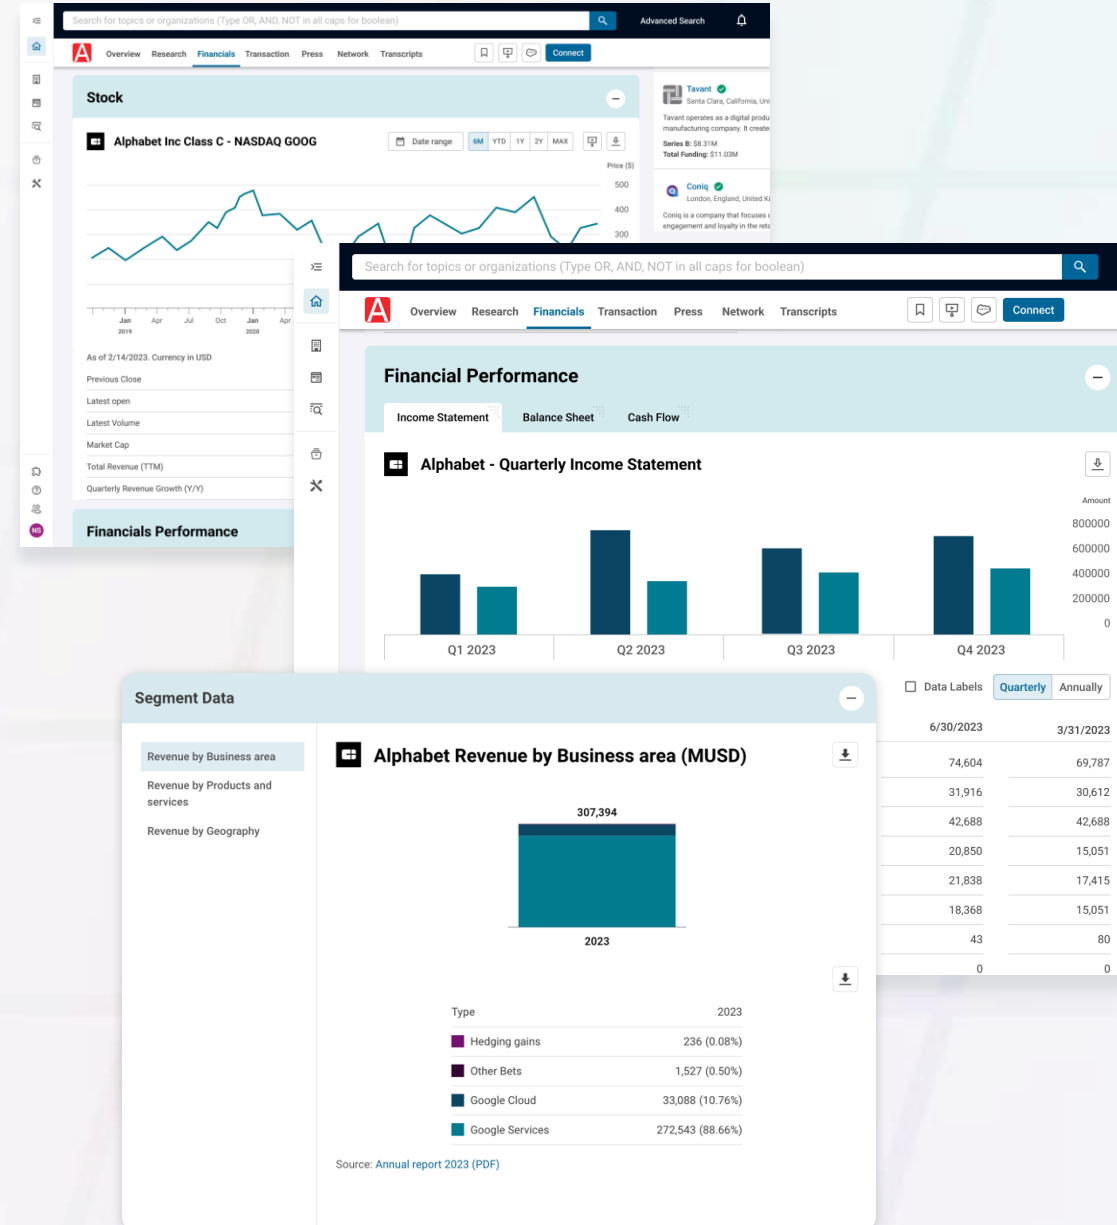 Search for topics or organizations (Type OR, AND, NOT in all caps for boolean)
Advanced Search
A
Overview Research Financials Transaction Press Network Transcripts
Connect
Stock
Alphabet Inc Class C - NASDAQ GOOG
Date range
6M YTD 1Y 2Y MAX
Price ($)
500
400
300
Jan Apr Jul Oct Jan Apr
2019 2020
As of 2/14/2023. Currency in USD
Previous Close
Latest open
Latest Volume
Market Cap
Total Revenue (TTM)
Quarterly Revenue Growth (Y/Y)
Financials Performance
NS
Tavant
Santa Clara, California, Uni
Tavant operates as a digital produ
manufacturing company. It create
Series B: $8.31M
Total Funding: $11.03M
Coniq
London, England, United Ki
Coniq is a company that focuses
engagement and loyalty in the reta
Search for topics or organizations (Type OR, AND, NOT in all caps for boolean)
A
Overview Research Financials Transaction Press Network Transcripts
Connect
Financial Performance
Income Statement Balance Sheet Cash Flow
Alphabet - Quarterly Income Statement
Amount
800000
600000
400000
200000
0
Q1 2023 Q2 2023 Q3 2023 Q4 2023
Data Labels Quarterly Annually
6/30/2023 3/31/2023
74,604 69,787
31,916 30,612
42,688 42,688
20,850 15,051
21,838 17,415
18,368 15,051
43 80
0 0
Segment Data
Revenue by Business area
Revenue by Products and
services
Revenue by Geography
Alphabet Revenue by Business area (MUSD)
307,394
2023
Type 2023
Hedging gains 236 (0.08%)
Other Bets 1,527 (0.50%)
Google Cloud 33,088 (10.76%)
Google Services 272,543 (88.66%)
Source: Annual report 2023 (PDF)